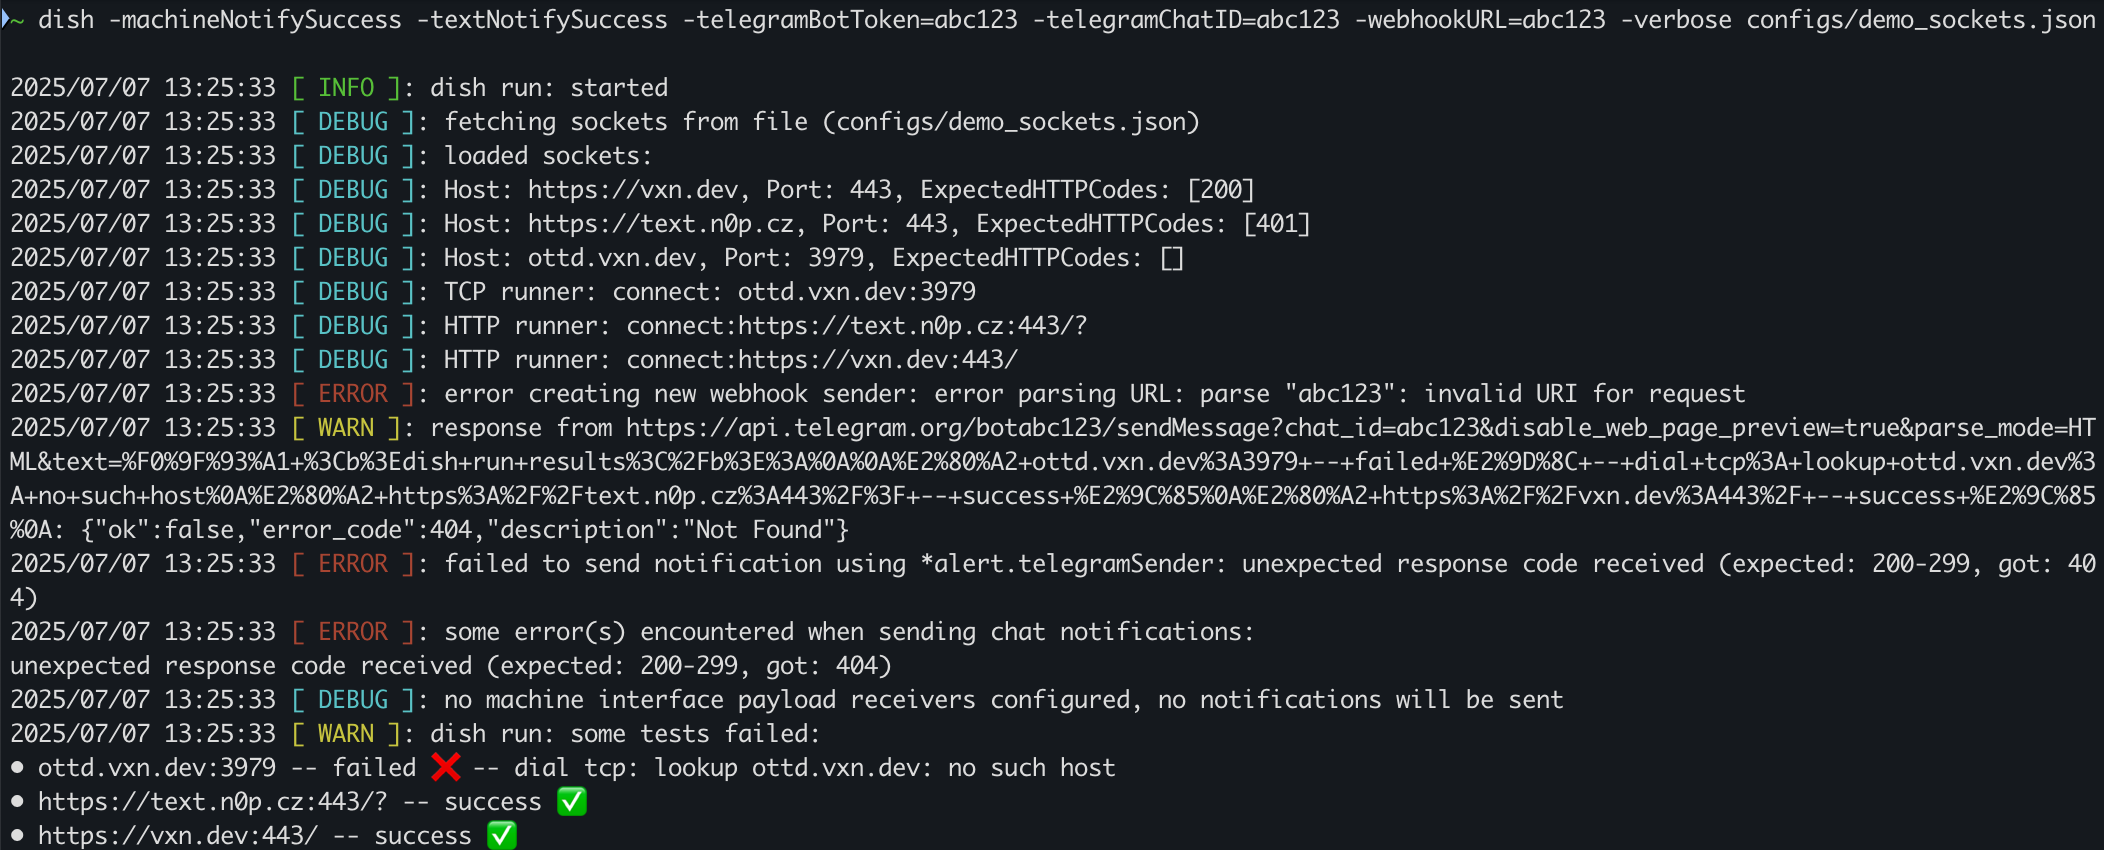 ~ dish -machineNotifySuccess -textNotifySuccess -telegramBotToken=abc123 -telegramChatID=abc123 -webhookURL=abc123 -verbose configs/demo_sockets.json
2025/07/07 13:25:33 [ INFO ]: dish run: started
2025/07/07 13:25:33 [ DEBUG ]: fetching sockets from file (configs/demo_sockets.json)
2025/07/07 13:25:33 [ DEBUG ]: loaded sockets:
2025/07/07 13:25:33 [ DEBUG ]: Host: https://vxn.dev, Port: 443, ExpectedHTTPCodes: [200]
2025/07/07 13:25:33 [ DEBUG ]: Host: https://text.n0p.cz, Port: 443, ExpectedHTTPCodes: [401]
2025/07/07 13:25:33 [ DEBUG ]: Host: ottd.vxn.dev, Port: 3979, ExpectedHTTPCodes: []
2025/07/07 13:25:33 [ DEBUG ]: TCP runner: connect: ottd.vxn.dev:3979
2025/07/07 13:25:33 [ DEBUG ]: HTTP runner: connect:https://text.n0p.cz:443/?
2025/07/07 13:25:33 [ DEBUG ]: HTTP runner: connect:https://vxn.dev:443/
2025/07/07 13:25:33 [ ERROR ]: error creating new webhook sender: error parsing URL: parse "abc123": invalid URI for request
2025/07/07 13:25:33 [ WARN ]: response from https://api.telegram.org/botabc123/sendMessage?chat_id=abc123&disable_web_page_preview=true&parse_mode=HT
ML&text=%F0%9F%93%A1+%3Cb%3Edish+run+results%3C%2Fb%3E%3A%0A%0A%E2%80%A2+ottd.vxn.dev%3A3979+--+failed+%E2%9D%8C+--+dial+tcp%3A+lookup+ottd.vxn.dev%3
A+no+such+host%0A%E2%80%A2+https%3A%2F%2Ftext.n0p.cz%3A443%2F%3F+--+success+%E2%9C%85%0A%E2%80%A2+https%3A%2F%2Fvxn.dev%3A443%2F+--+success+%E2%9C%85
%0A: {"ok":false,"error_code":404,"description":"Not Found"}
2025/07/07 13:25:33 [ ERROR ]: failed to send notification using *alert.telegramSender: unexpected response code received (expected: 200-299, got: 40
4)
2025/07/07 13:25:33 [ ERROR ]: some error(s) encountered when sending chat notifications:
unexpected response code received (expected: 200-299, got: 404)
2025/07/07 13:25:33 [ DEBUG ]: no machine interface payload receivers configured, no notifications will be sent
2025/07/07 13:25:33 [ WARN ]: dish run: some tests failed:
• ottd.vxn.dev:3979 -- failed ❌ -- dial tcp: lookup ottd.vxn.dev: no such host
• https://text.n0p.cz:443/? -- success ✅
• https://vxn.dev:443/ -- success ✅